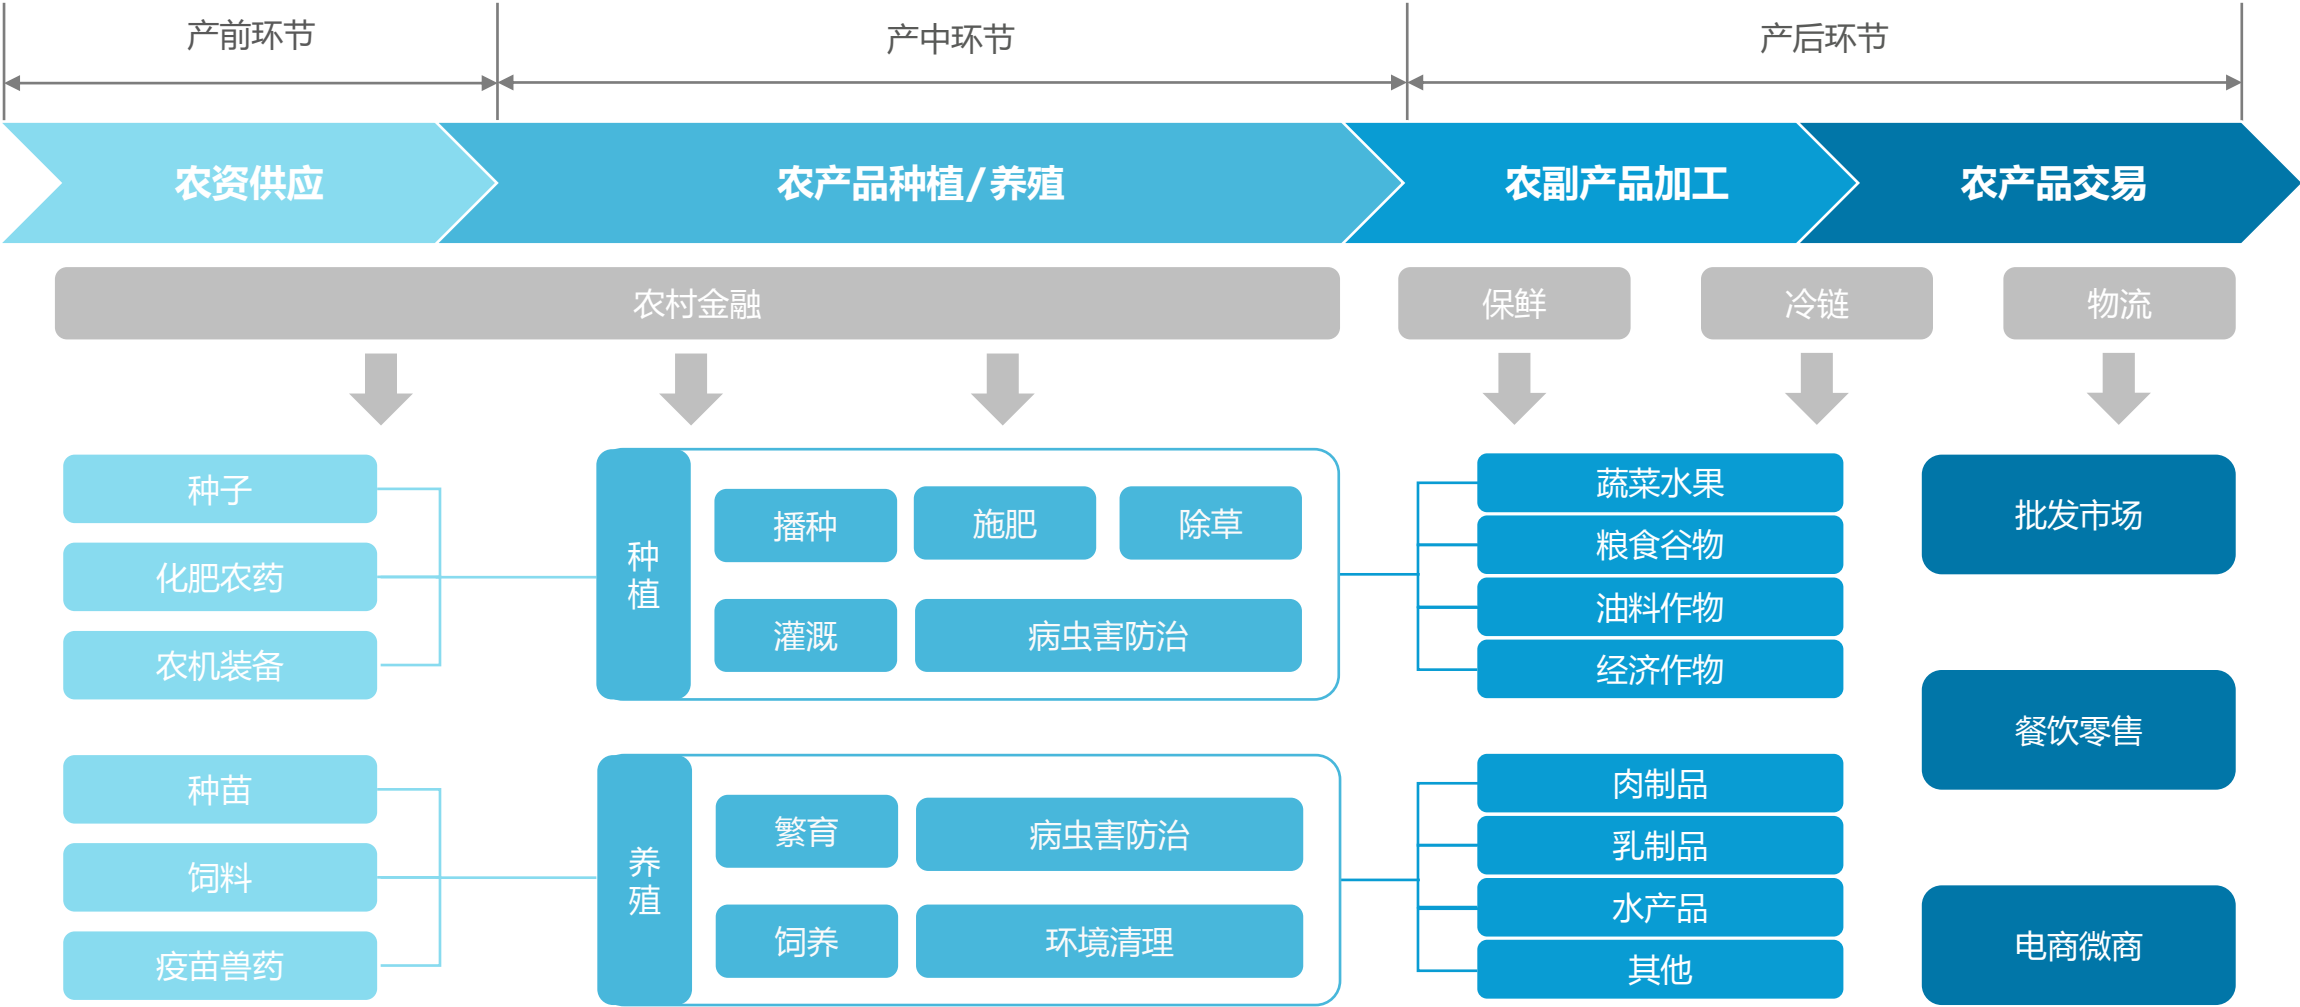 产前环节
产中环节
产后环节
农资供应
农产品种植/养殖
农副产品加工
农产品交易
农村金融
保鲜
冷链
物流
种子
化肥农药
农机装备
种植
播种
施肥
除草
灌溉
病虫害防治
蔬菜水果
粮食谷物
油料作物
经济作物
批发市场
种苗
饲料
疫苗兽药
养殖
繁育
病虫害防治
饲养
环境清理
肉制品
乳制品
水产品
其他
餐饮零售
电商微商